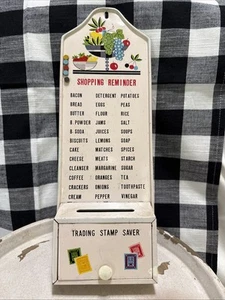 SHOPPING REMINDER
BACON DETERGENT POTATOES
BREAD EGGS PEAS
BUTTER FLOUR RICE
B. POWDER JAMS SALT
B. SODA JUICES SOUPS
BISCUITS LEMONS SOAP
CAKE MATCHES SPICES
CHEESE MEATS STARCH
CLEANSER MARGARINE SUGAR
COFFEE ORANGES TEA
CRACKERS ONIONS TOOTHPASTE
CREAM PEPPER VINEGAR
TRADING STAMP SAVER